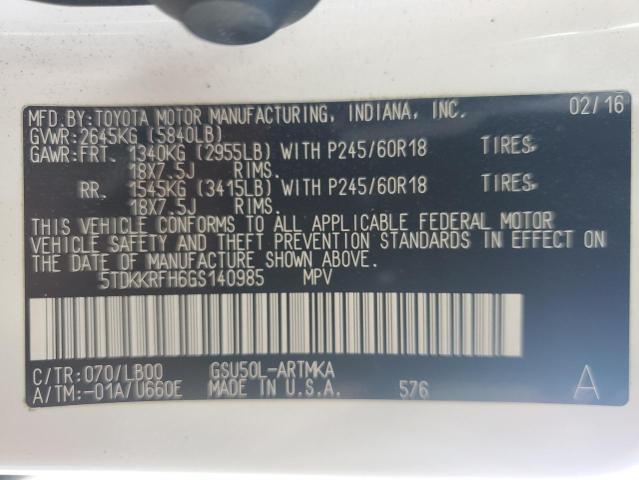 MFD.BY:TOYOTA MOTOR MANUFACTURING, INDIANA, INC. 02/16
GVWR:2645KG (5840LB)
GAWR:FRT. 1340KG (2955LB) WITH P245/60R18 TIRES,
18X7.5J RIMS.
RR. 1545KG (3415LB) WITH P245/60R18 TIRES,
18X7.5J RIMS.
THIS VEHICLE CONFORMS TO ALL APPLICABLE FEDERAL MOTOR
VEHICLE SAFETY AND THEFT PREVENTION STANDARDS IN EFFECT ON
THE DATE OF MANUFACTURE SHOWN ABOVE.
5TDKKRFH6GS140985 MPV
C/TR:070/LB00 GSU50L-ARTMKA
A/TM:-01A/U660E MADE IN U.S.A. 576 A